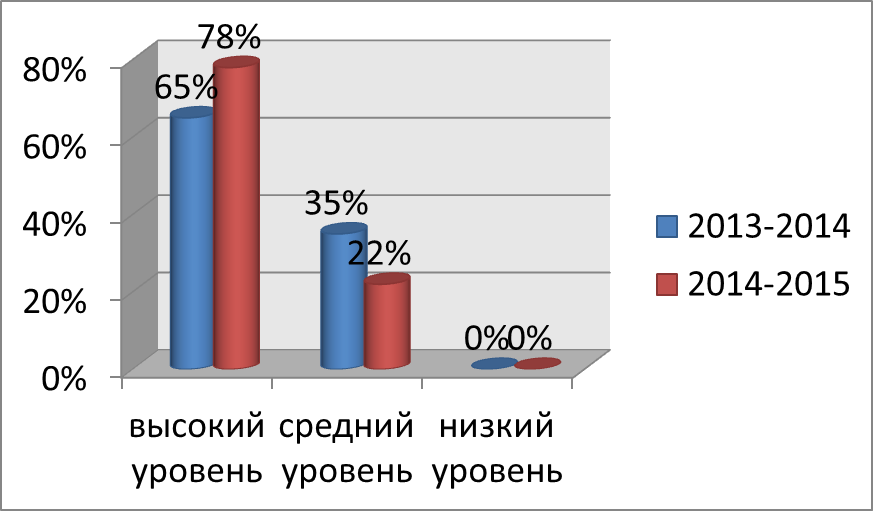 78%
80%
65%
60%
35%
40%
22%
20%
0%
0%
0%
высокий
уровень
средний
уровень
низкий
уровень
2013-2014
2014-2015